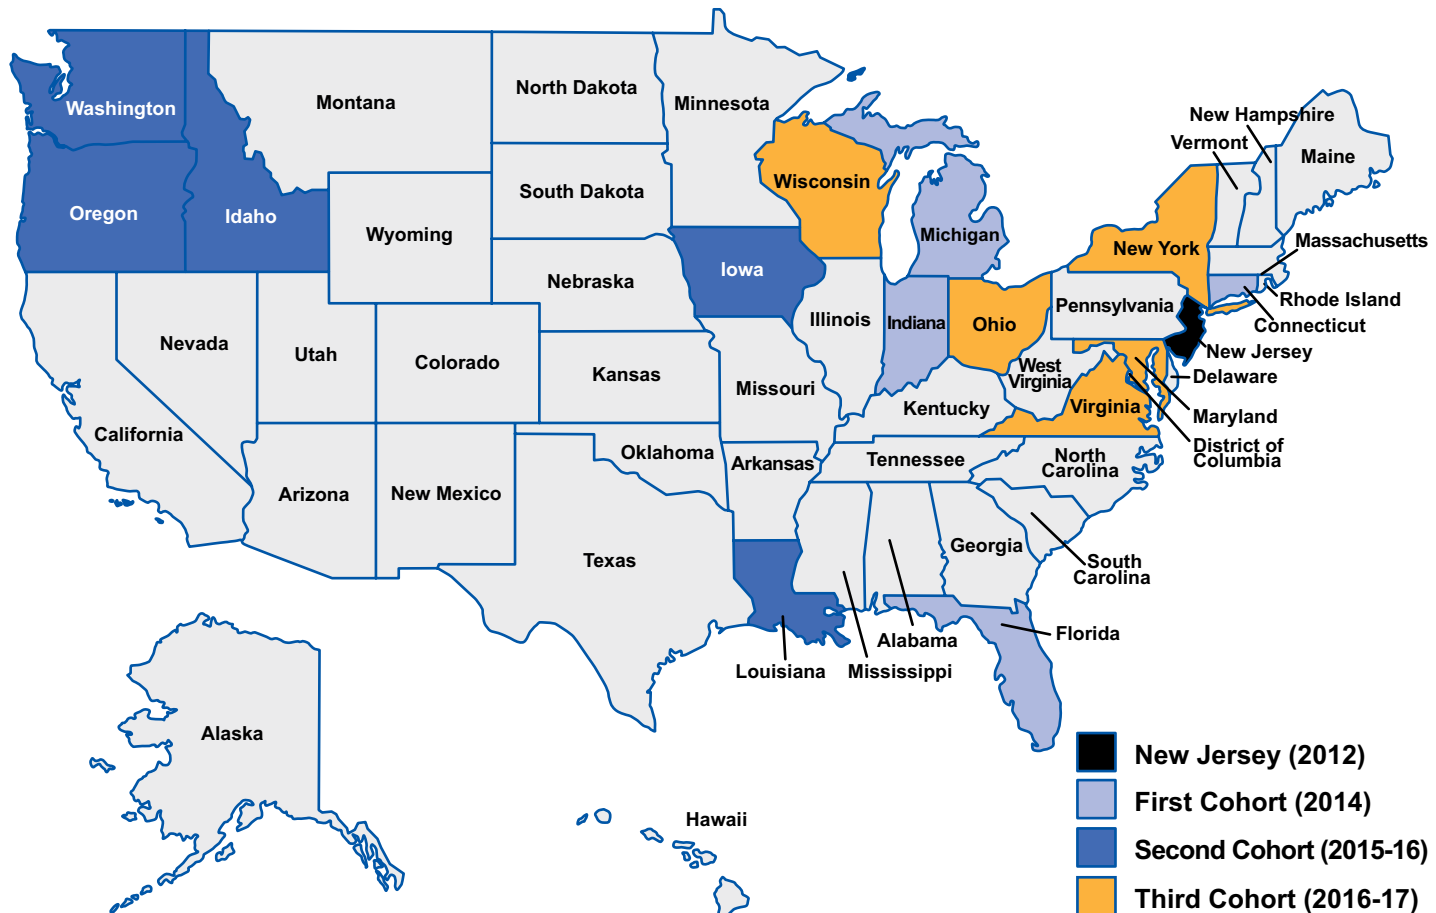 Washington
Montana
North Dakota
Minnesota
New Hampshire
Vermont
Maine
Oregon
Idaho
Wyoming
South Dakota
Wisconsin
Michigan
New York
Massachusetts
Nebraska
Iowa
Illinois
Indiana
Ohio
Pennsylvania
Rhode Island
Connecticut
New Jersey
Nevada
Utah
Colorado
Kansas
Missouri
West
Virginia
Delaware
Kentucky
Virginia
Maryland
California
District of
Columbia
Oklahoma
Arkansas
Tennessee
North
Carolina
Arizona
New Mexico
Texas
Georgia
South
Carolina
Louisiana
Mississippi
Alabama
Florida
Alaska
Hawaii
New Jersey (2012)
First Cohort (2014)
Second Cohort (2015-16)
Third Cohort (2016-17)